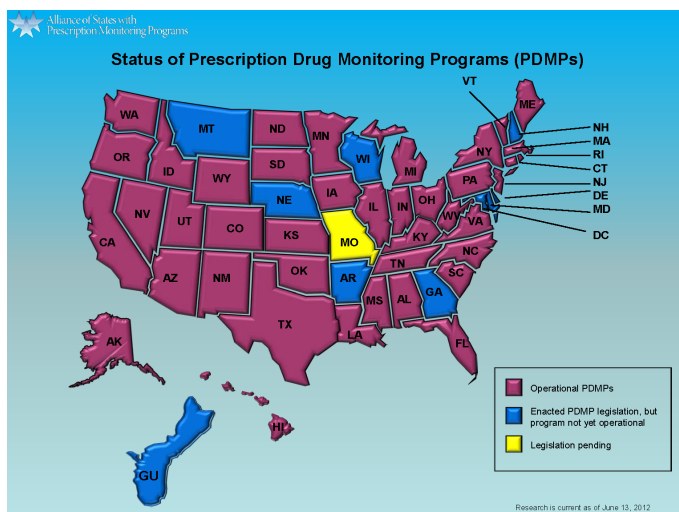 Alliance of States with
Prescription Monitoring Programs
Status of Prescription Drug Monitoring Programs (PDMPs)
VT
WA
ME
MT
ND
MN
NH
OR
WI
NY
MA
ID
SD
RI
WY
MI
CT
IA
PA
NJ
NE
OH
DE
NV
IL
IN
MD
UT
CO
WV
VA
DC
CA
KS
MO
KY
NC
TN
AZ
NM
OK
AR
SC
MS
AL
GA
TX
LA
AK
FL
HI
GU
Operational PDMPs
Enacted PDMP legislation, but
program not yet operational
Legislation pending
Research is current as of June 13, 2012